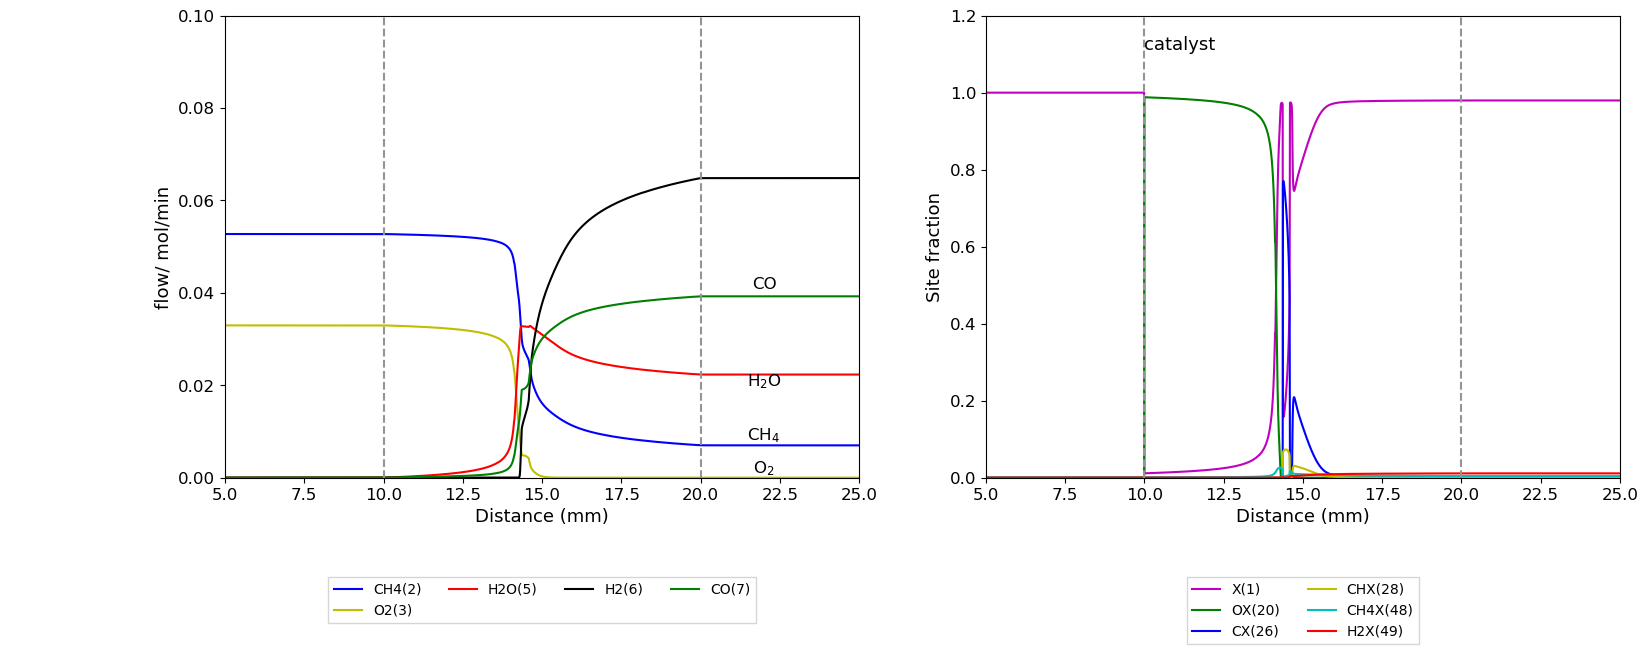 0.10
0.08
0.06
0.04
0.02
0.00
flow/ mol/min
CO
H₂O
CH₄
O₂
5.0 7.5 10.0 12.5 15.0 17.5 20.0 22.5 25.0
Distance (mm)
CH4(2) H2O(5) H2(6) CO(7)
O2(3)
1.2
1.0
0.8
0.6
0.4
0.2
0.0
Site fraction
catalyst
5.0 7.5 10.0 12.5 15.0 17.5 20.0 22.5 25.0
Distance (mm)
X(1) CHX(28)
OX(20) CH4X(48)
CX(26) H2X(49)